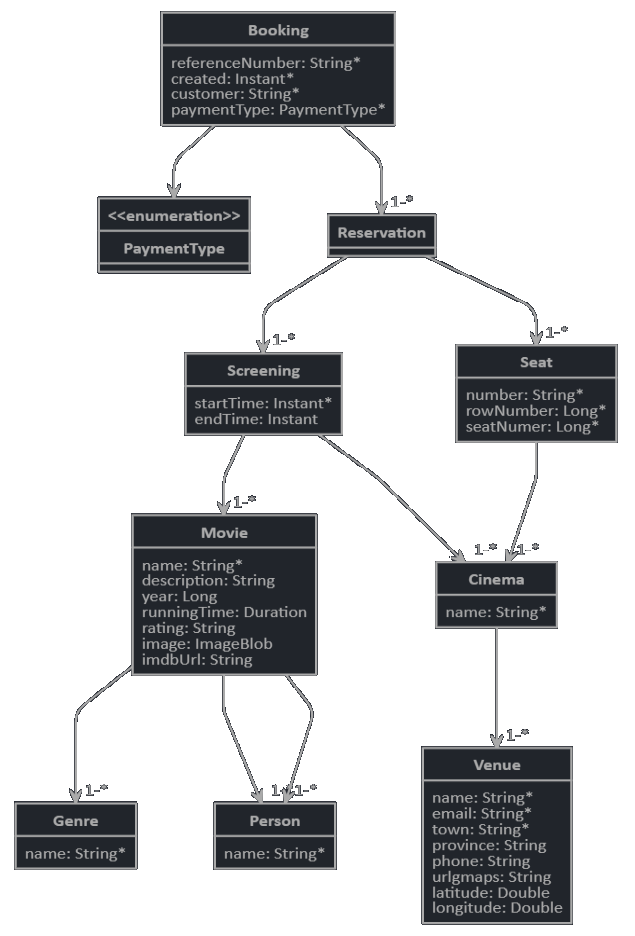 Booking
referenceNumber: String*
created: Instant*
customer: String*
paymentType: PaymentType*
1-*
<<enumeration>>
PaymentType
Reservation
1-*
1-*
Screening
startTime: Instant*
endTime: Instant
Seat
number: String*
rowNumber: Long*
seatNumer: Long*
1-*
1-*
1-*
Movie
name: String*
description: String
year: Long
runningTime: Duration
rating: String
image: ImageBlob
imdbUrl: String
Cinema
name: String*
1-*
1-*
1-*
1-*
Genre
name: String*
Person
name: String*
Venue
name: String*
email: String*
town: String*
province: String
phone: String
urlgmaps: String
latitude: Double
longitude: Double